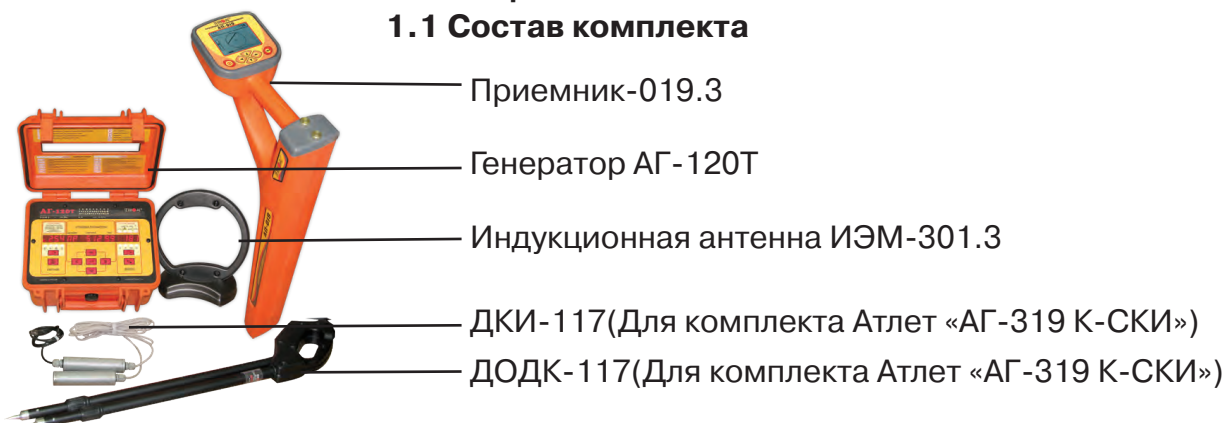 1.1 Состав комплекта
Приемник-019.3
Генератор АГ-120Т
Индукционная антенна ИЭМ-301.3
ДКИ-117(Для комплекта Атлет «АГ-319 К-СКИ»)
ДОДК-117(Для комплекта Атлет «АГ-319 К-СКИ»)